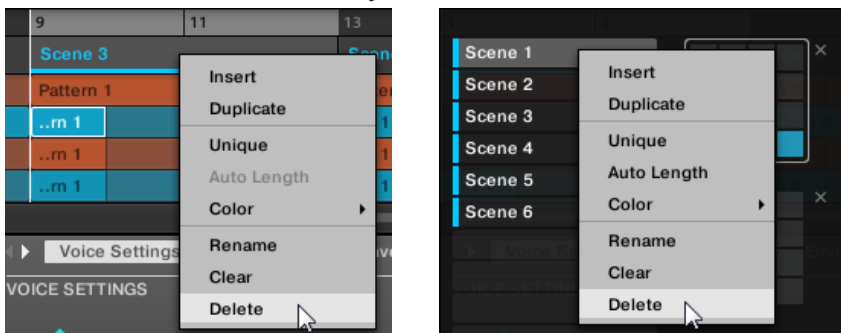 9 11 13
Scene 3
Pattern 1
..rn 1
..rn 1
..rn 1
Insert
Duplicate
Unique
Auto Length
Color
Rename
Clear
Delete
Voice Settings
VOICE SETTINGS
Scene 1
Scene 2
Scene 3
Scene 4
Scene 5
Scene 6
Insert
Duplicate
Unique
Auto Length
Color
Rename
Clear
Delete